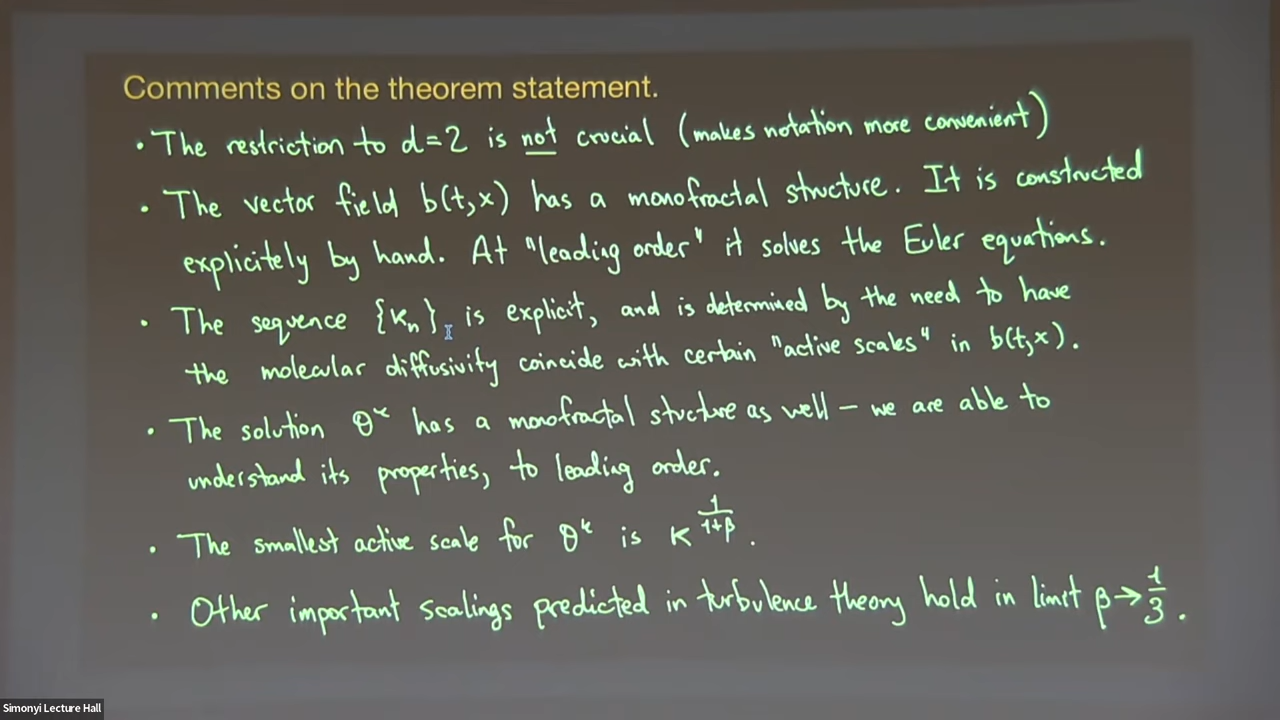 Comments on the theorem statement.
• The restriction to d=2 is not crucial (makes notation more convenient)
• The vector field b(t,x) has a monofractal structure. It is constructed
explicitely by hand. At "leading order" it solves the Euler equations.
• The sequence {κn} is explicit, and is determined by the need to have
the molecular diffusivity coincide with certain "active scales" in b(t,x).
• The solution θ^κ has a monofractal stucture as well – we are able to
understand its properties, to leading order.
• The smallest active scale for θ^κ is κ^(1/(1+β)).
• Other important scalings predicted in turbulence theory hold in limit β→1/3.
Simonyi Lecture Hall